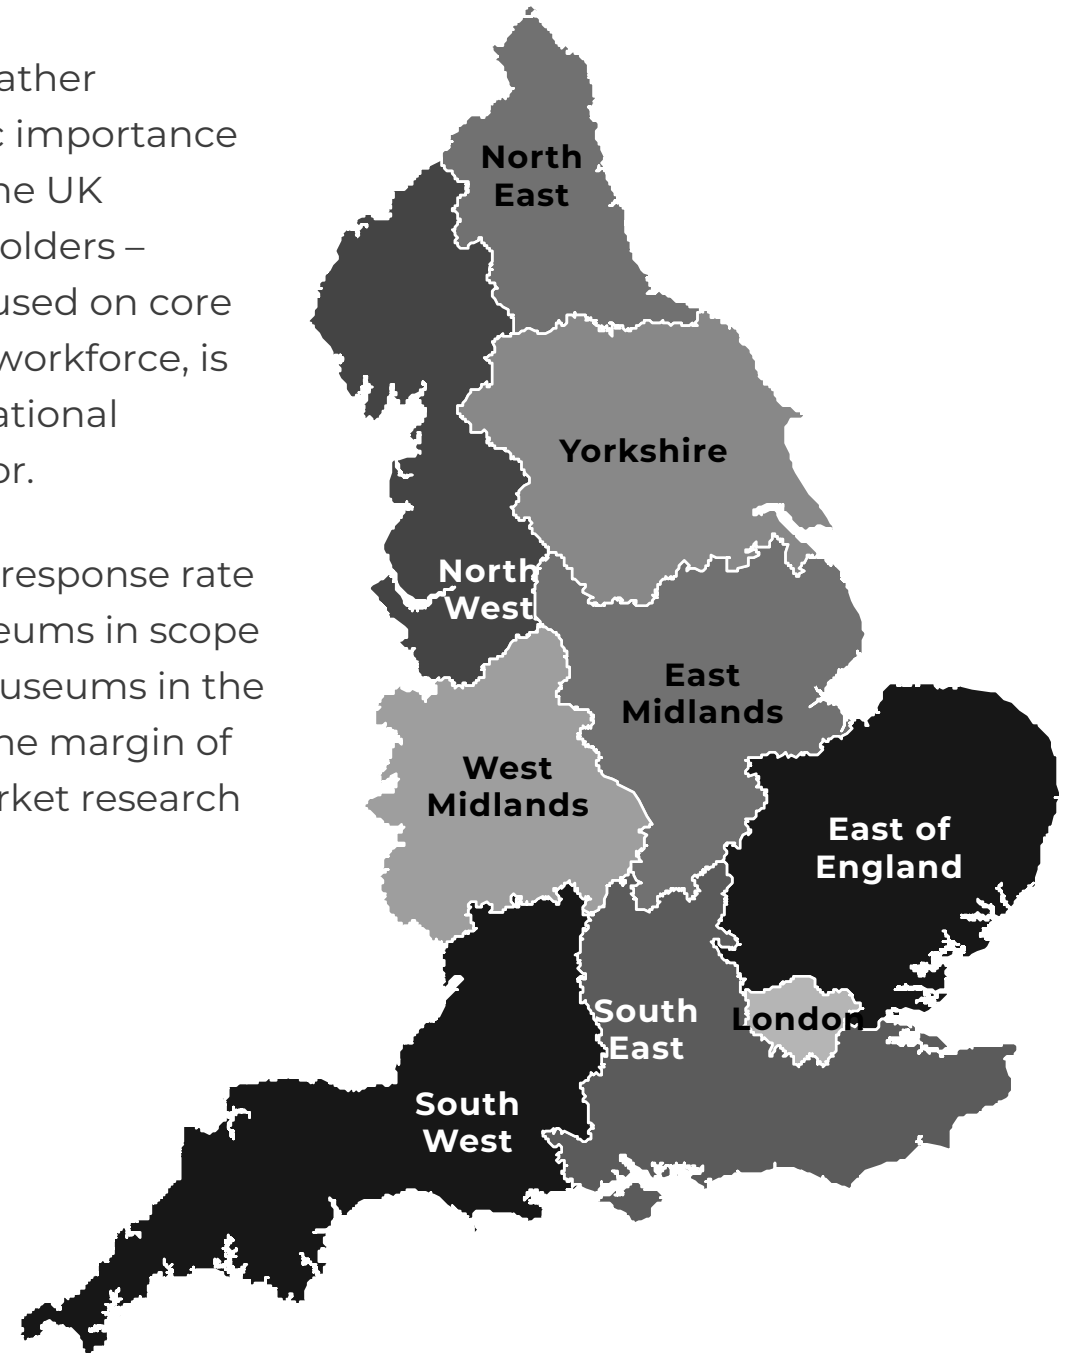 ather
c importance
ne UK
olders –
used on core
workforce, is
ational
or.
response rate
eums in scope
useums in the
ne margin of
rket research
North
East
Yorkshire
North
West
East
Midlands
West
Midlands
East of
England
South
East
London
South
West